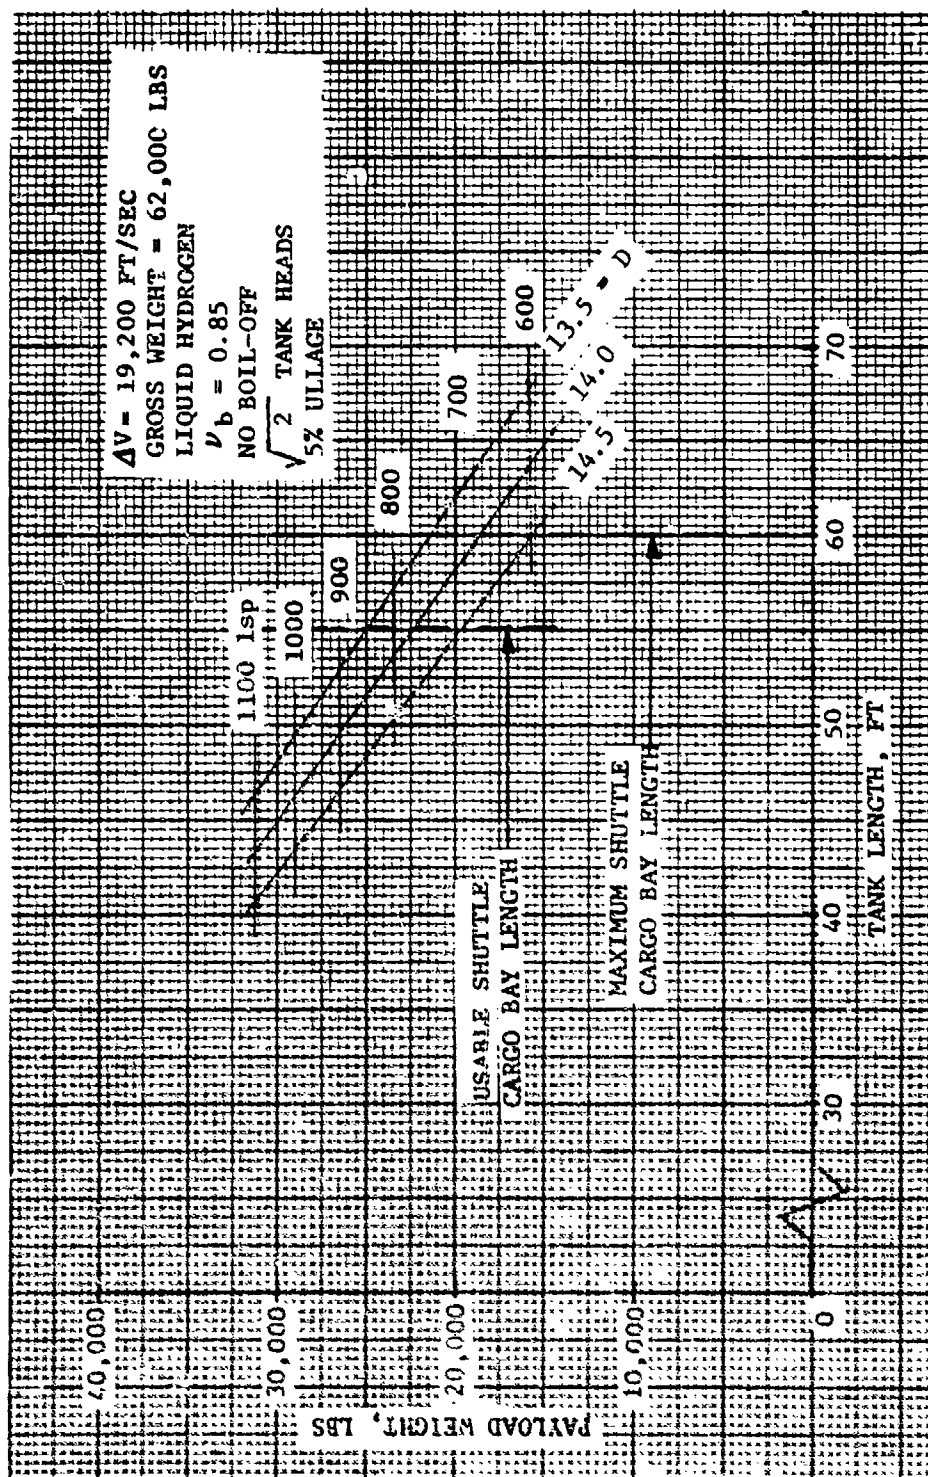 ΔV= 19,200 FT/SEC
GROSS WEIGHT = 62,00C LBS
LIQUID HYDROGEN
ν b = 0.85
NO BOIL-OFF
√2 TANK HEADS
5% ULLAGE
1100 lsp
1000
900
800
700
600
13.5 = D
14.0
14.5
USABLE SHUTTLE
CARGO BAY LENGTH
MAXIMUM SHUTTLE
CARGO BAY LENGTH
PAYLOAD WEIGHT, LBS
40,000
30,000
20,000
10,000
0
30
40
50
60
70
TANK LENGTH, FT